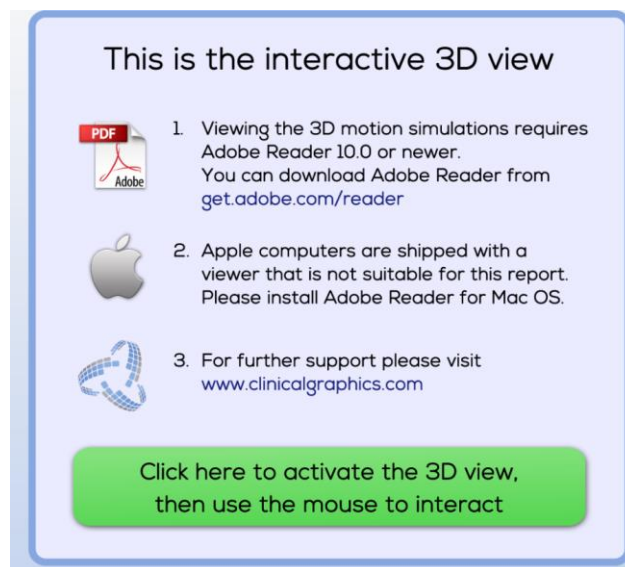 This is the interactive 3D view
PDF
Adobe
1. Viewing the 3D motion simulations requires
Adobe Reader 10.0 or newer.
You can download Adobe Reader from
get.adobe.com/reader
2. Apple computers are shipped with a
viewer that is not suitable for this report.
Please install Adobe Reader for Mac OS.
3. For further support please visit
www.clinicalgraphics.com
Click here to activate the 3D view,
then use the mouse to interact